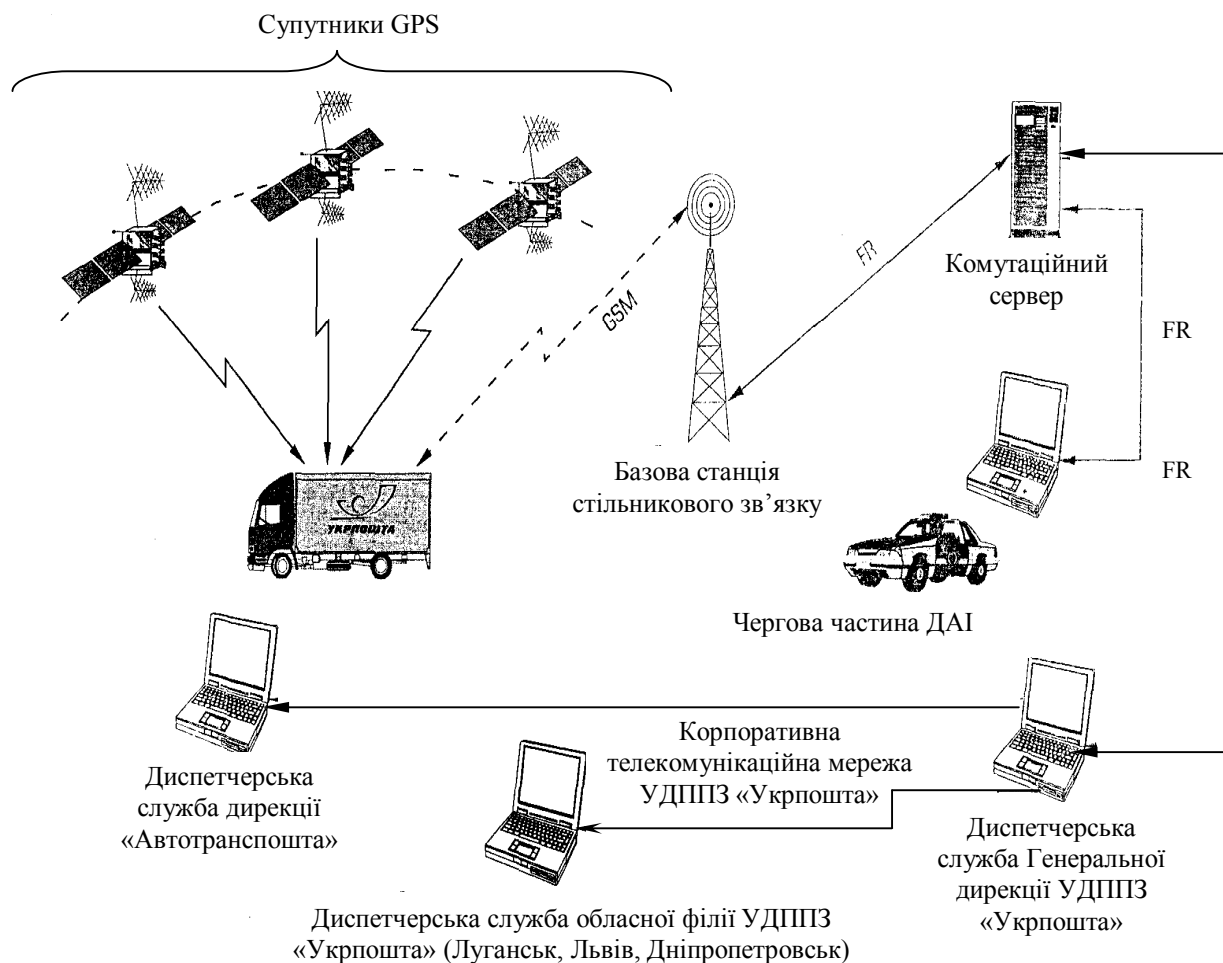 Супутники GPS
GSM
FR
Комутаційний
сервер
FR
FR
УКРПОШТА
Базова станція
стільникового зв’язку
Чергова частина ДАІ
Диспетчерська
служба дирекції
«Автотранспошта»
Корпоративна
телекомунікаційна мережа
УДППЗ «Укрпошта»
Диспетчерська
служба Генеральної
дирекції УДППЗ
«Укрпошта»
Диспетчерська служба обласної філії УДППЗ
«Укрпошта» (Луганськ, Львів, Дніпропетровськ)